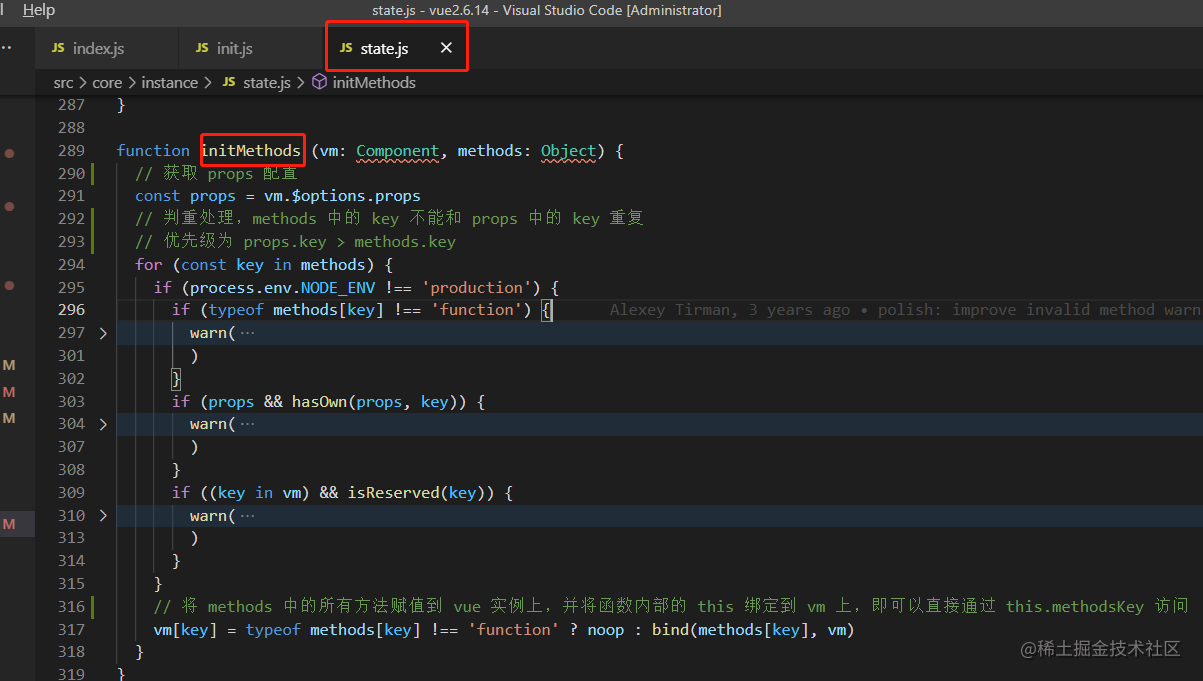 Help
state.js - vue2.6.14 - Visual Studio Code [Administrator]
JS index.js JS init.js JS state.js ×
src > core > instance > JS state.js > initMethods
287 }
288
289 function initMethods (vm: Component, methods: Object) {
290 // 获取 props 配置
291 const props = vm.$options.props
292 // 判重处理，methods 中的 key 不能和 props 中的 key 重复
293 // 优先级为 props.key > methods.key
294 for (const key in methods) {
295 if (process.env.NODE_ENV !== 'production') {
296 if (typeof methods[key] !== 'function') { Alexey Tirman, 3 years ago • polish: improve invalid method warn
297 > warn( ⋯
301 )
302 }
303 if (props && hasOwn(props, key)) {
304 > warn( ⋯
307 )
308 }
309 if ((key in vm) && isReserved(key)) {
310 > warn( ⋯
313 )
314 }
315 }
316 // 将 methods 中的所有方法赋值到 vue 实例上，并将函数内部的 this 绑定到 vm 上，即可以直接通过 this.methodsKey 访问
317 vm[key] = typeof methods[key] !== 'function' ? noop : bind(methods[key], vm)
318 }
319 }
M
M
M
M
@稀土掘金技术社区